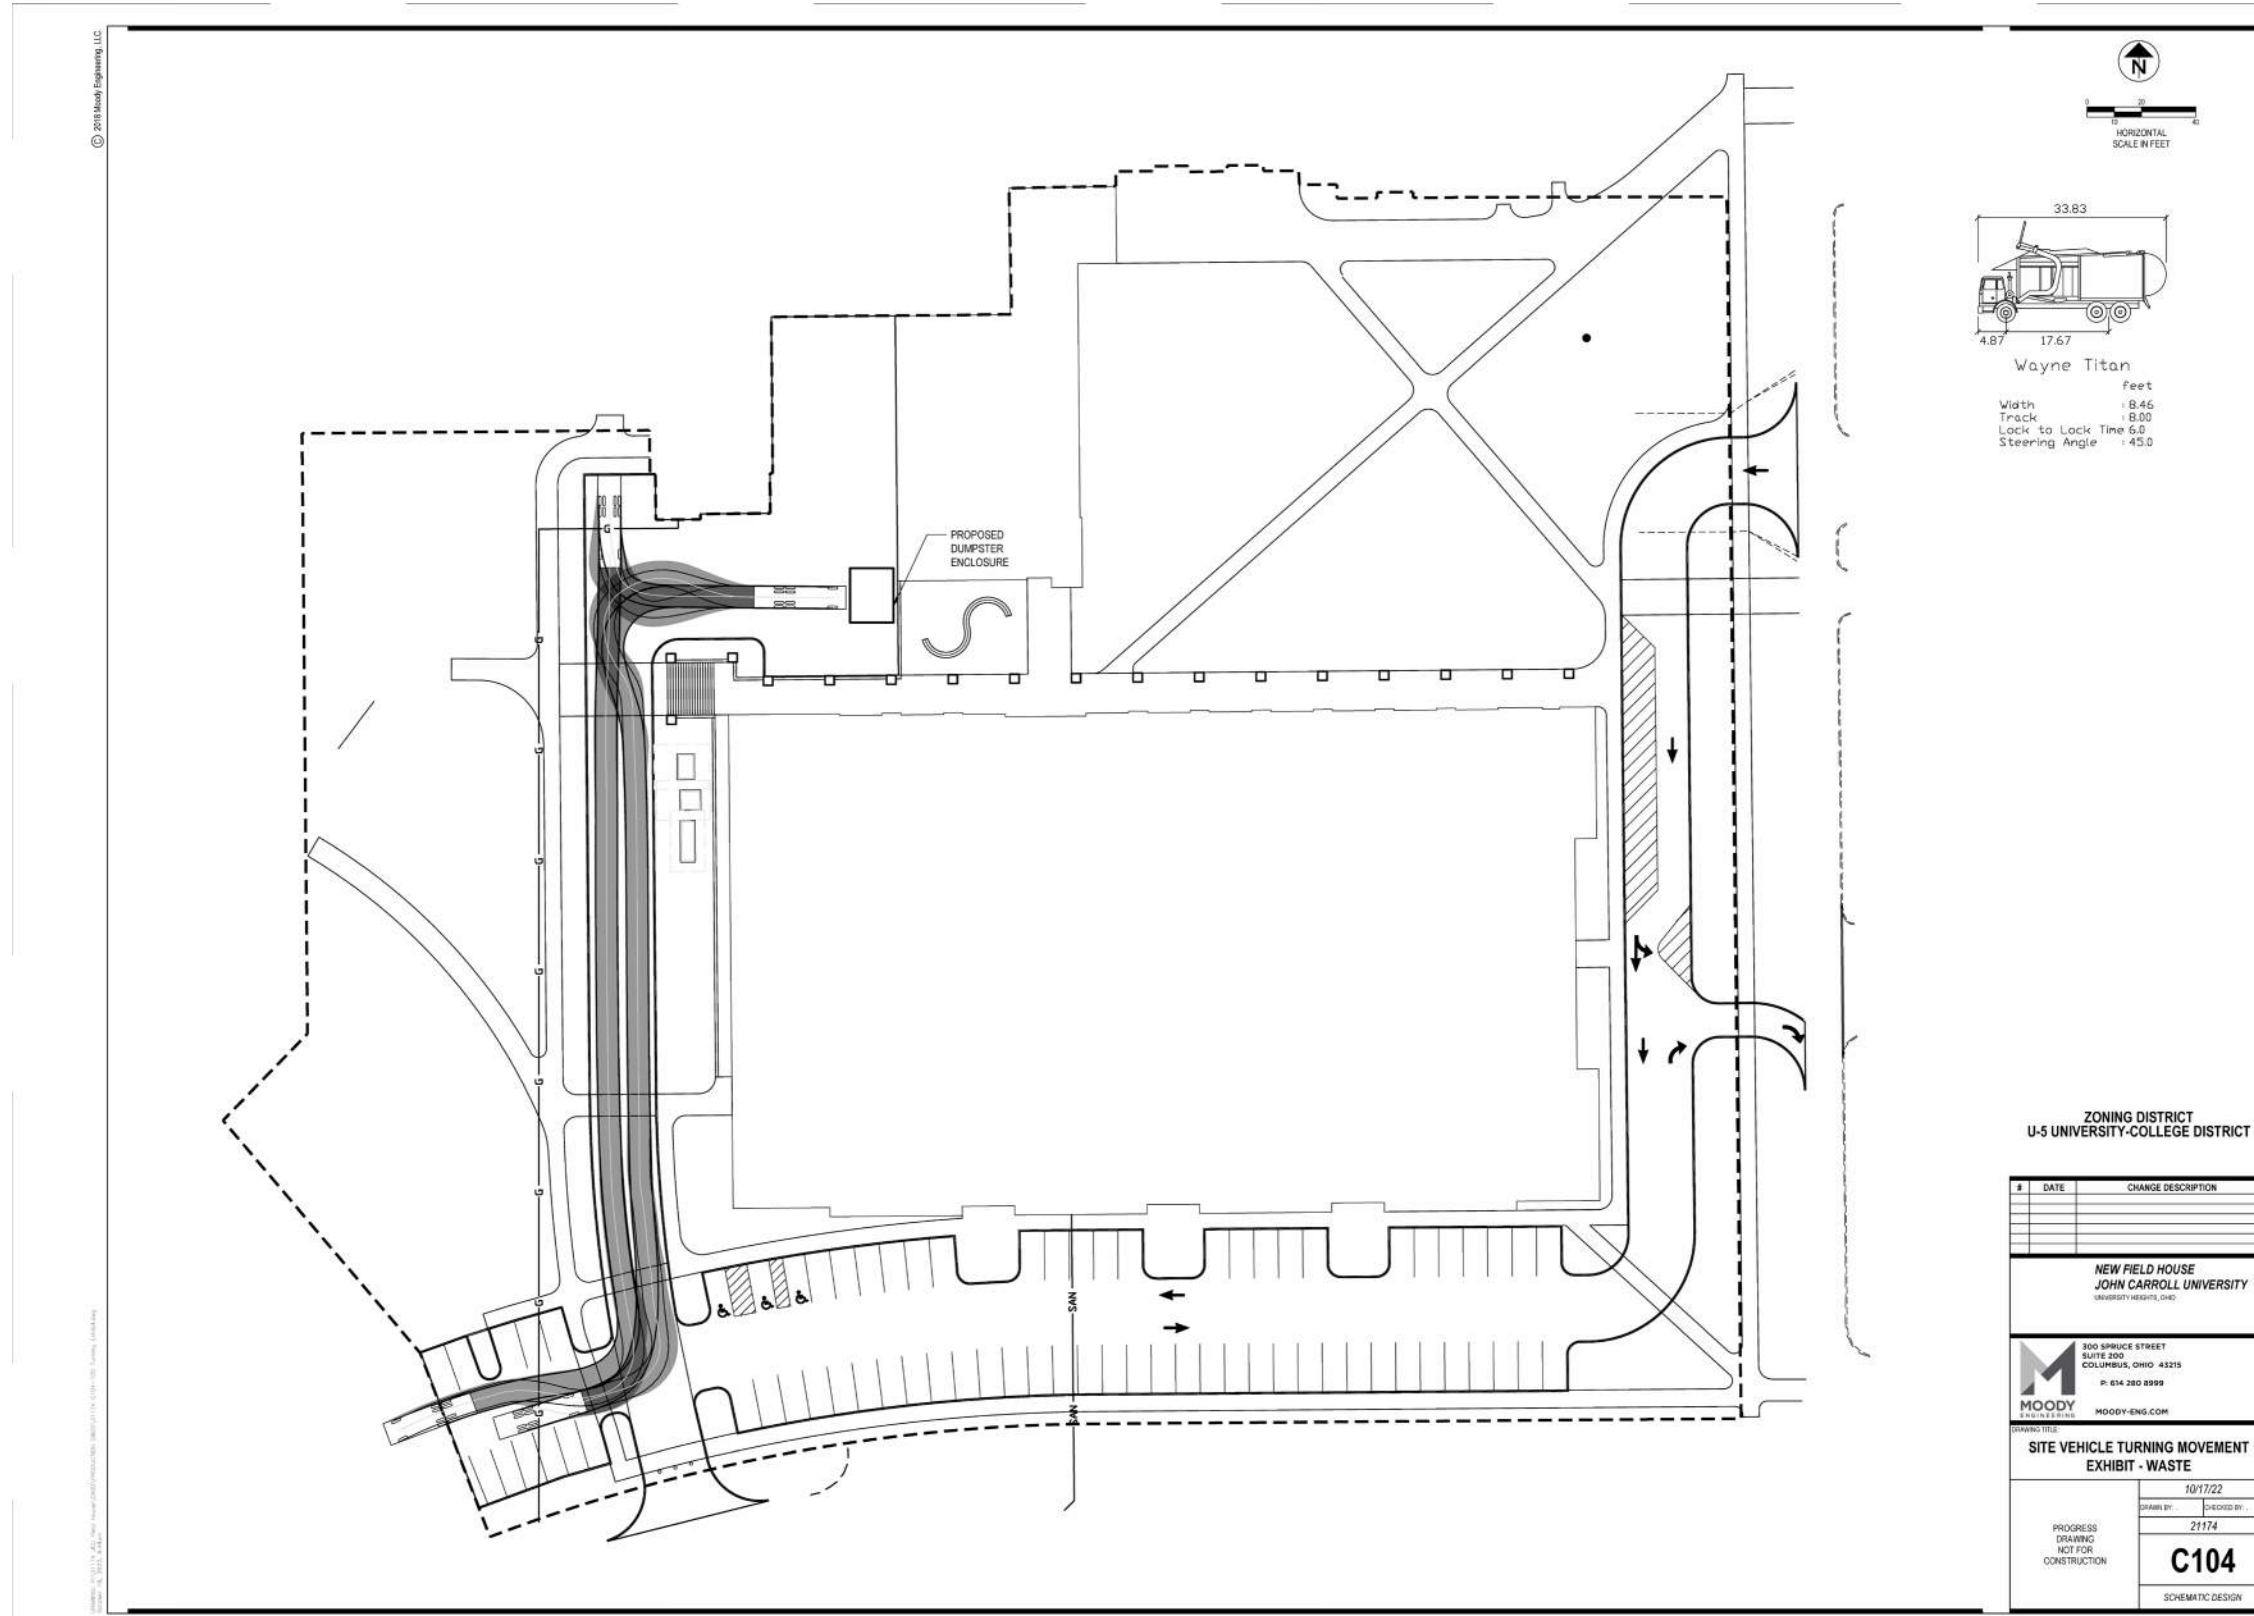 © 2018 Moody Engineering, LLC
N
0 20
10 40
HORIZONTAL
SCALE IN FEET
33.83
4.87 17.67
Wayne Titan
feet
Width : 8.46
Track : 8.00
Lock to Lock Time : 6.0
Steering Angle : 45.0
PROPOSED
DUMPSTER
ENCLOSURE
G
G
G
G
G
G
G
G
G
SAN
SAN
ZONING DISTRICT
U-5 UNIVERSITY-COLLEGE DISTRICT
# DATE CHANGE DESCRIPTION
NEW FIELD HOUSE
JOHN CARROLL UNIVERSITY
UNIVERSITY HEIGHTS, OHIO
300 SPRUCE STREET
SUITE 200
COLUMBUS, OHIO 43215
P: 614 280 8999
MOODY
ENGINEERING
MOODY-ENG.COM
DRAWING TITLE:
SITE VEHICLE TURNING MOVEMENT
EXHIBIT - WASTE
10/17/22
DRAWN BY: . CHECKED BY: .
21174
PROGRESS
DRAWING
NOT FOR
CONSTRUCTION
C104
SCHEMATIC DESIGN